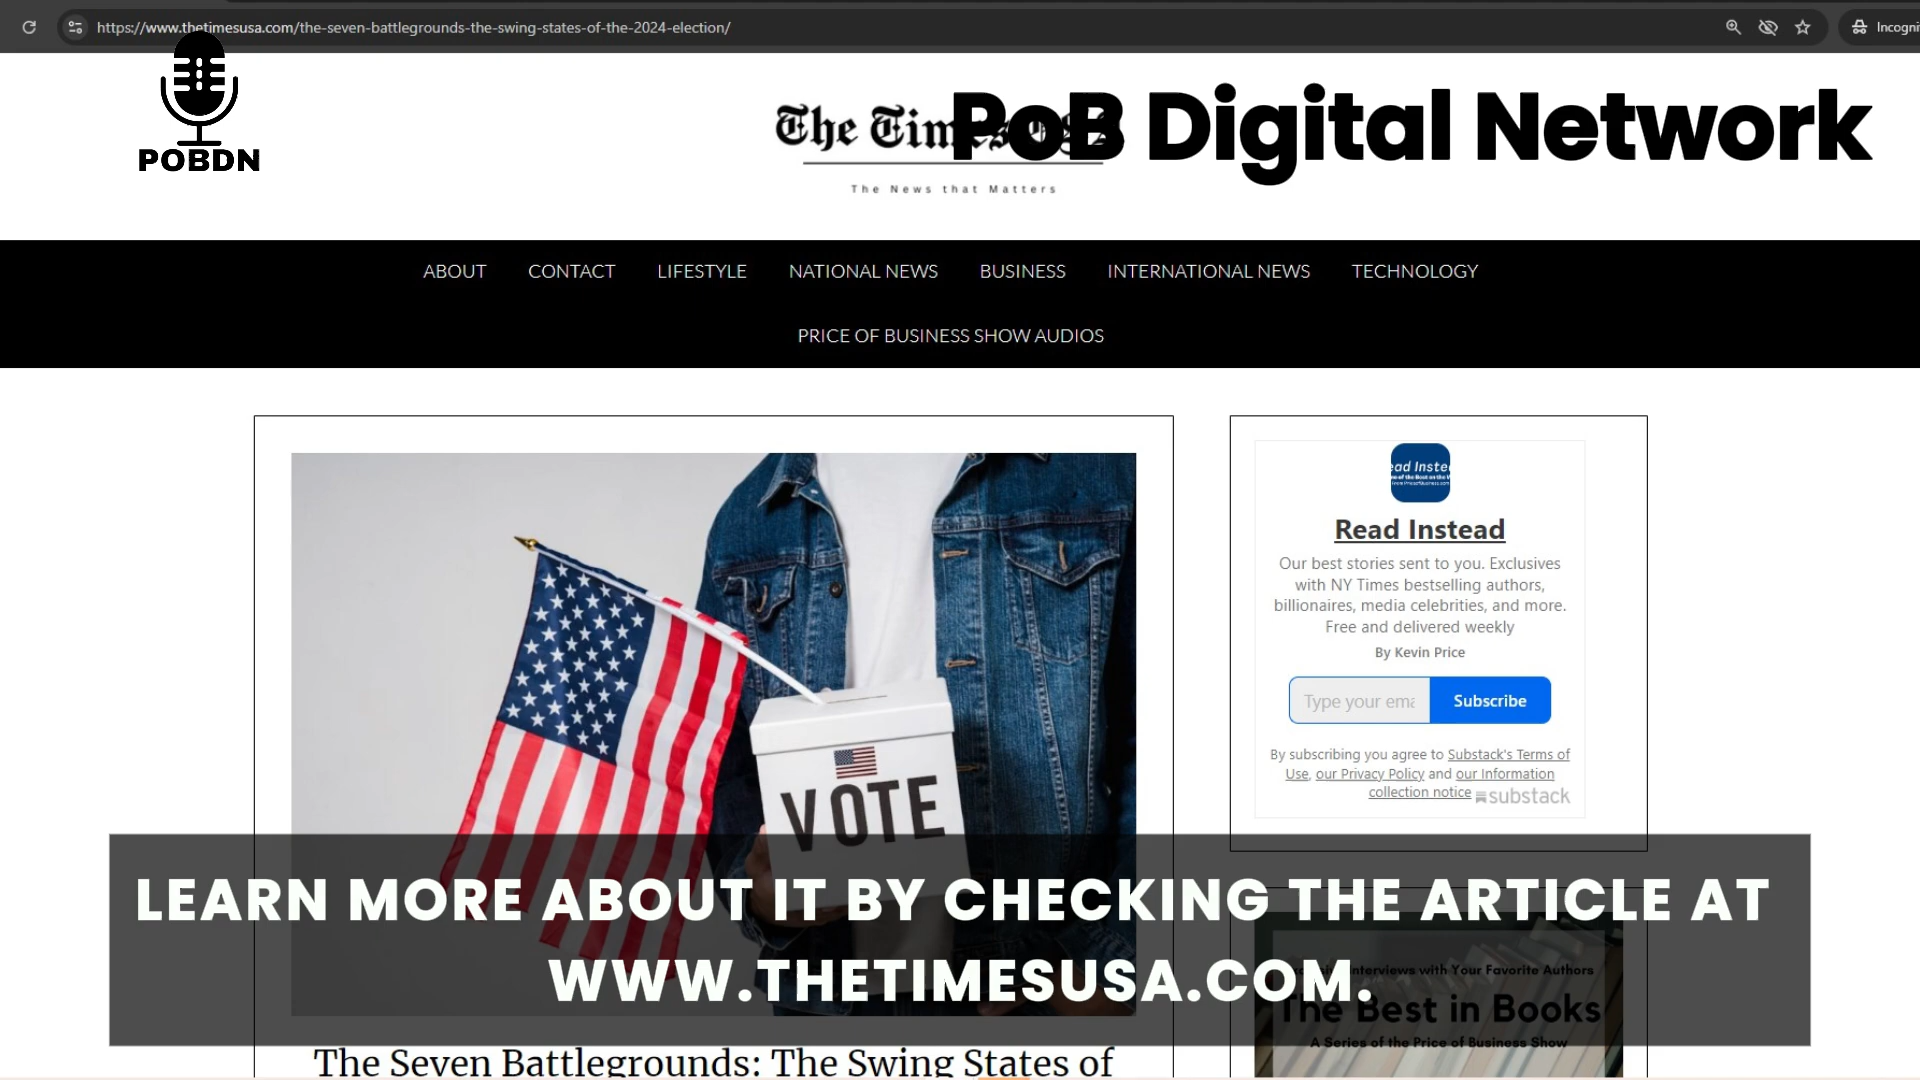 https://www.thetimesusa.com/the-seven-battlegrounds-the-swing-states-of-the-2024-election/
POBDN
PoB Digital Network
The News that Matters
ABOUT CONTACT LIFESTYLE NATIONAL NEWS BUSINESS INTERNATIONAL NEWS TECHNOLOGY
PRICE OF BUSINESS SHOW AUDIOS
VOTE
Read Instead
Our best stories sent to you. Exclusives
with NY Times bestselling authors,
billionaires, media celebrities, and more.
Free and delivered weekly
By Kevin Price
Type your ema
Subscribe
By subscribing you agree to Substack's Terms of
Use, our Privacy Policy and our Information
collection notice substack
LEARN MORE ABOUT IT BY CHECKING THE ARTICLE AT
WWW.THETIMESUSA.COM.
Interviews with Your Favorite Authors
The Best in Books
A Series of the Price of Business Show
The Seven Battlegrounds: The Swing States of